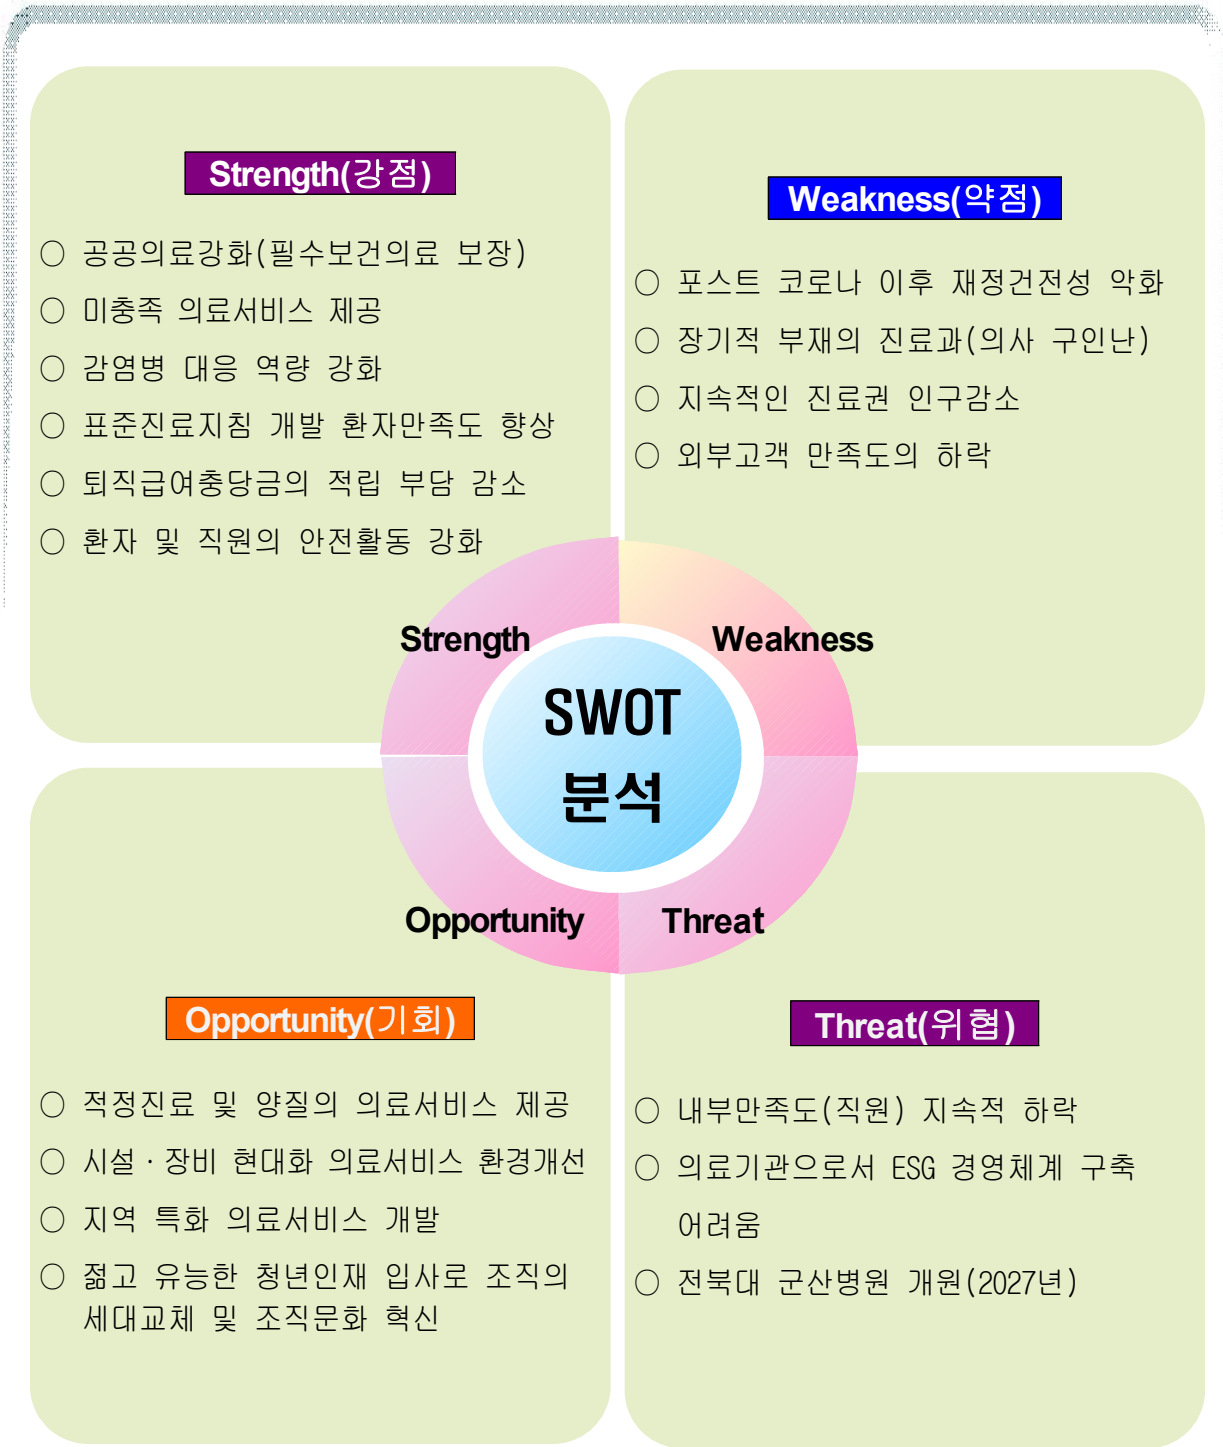 Strength(강점)
○ 공공의료강화(필수보건의료 보장)
○ 미충족 의료서비스 제공
○ 감염병 대응 역량 강화
○ 표준진료지침 개발 환자만족도 향상
○ 퇴직급여충당금의 적립 부담 감소
○ 환자 및 직원의 안전활동 강화
Weakness(약점)
○ 포스트 코로나 이후 재정건전성 악화
○ 장기적 부재의 진료과(의사 구인난)
○ 지속적인 진료권 인구감소
○ 외부고객 만족도의 하락
Strength
Weakness
SWOT
분석
Opportunity
Threat
Opportunity(기회)
○ 적정진료 및 양질의 의료서비스 제공
○ 시설·장비 현대화 의료서비스 환경개선
○ 지역 특화 의료서비스 개발
○ 젊고 유능한 청년인재 입사로 조직의
세대교체 및 조직문화 혁신
Threat(위협)
○ 내부만족도(직원) 지속적 하락
○ 의료기관으로서 ESG 경영체계 구축
어려움
○ 전북대 군산병원 개원(2027년)